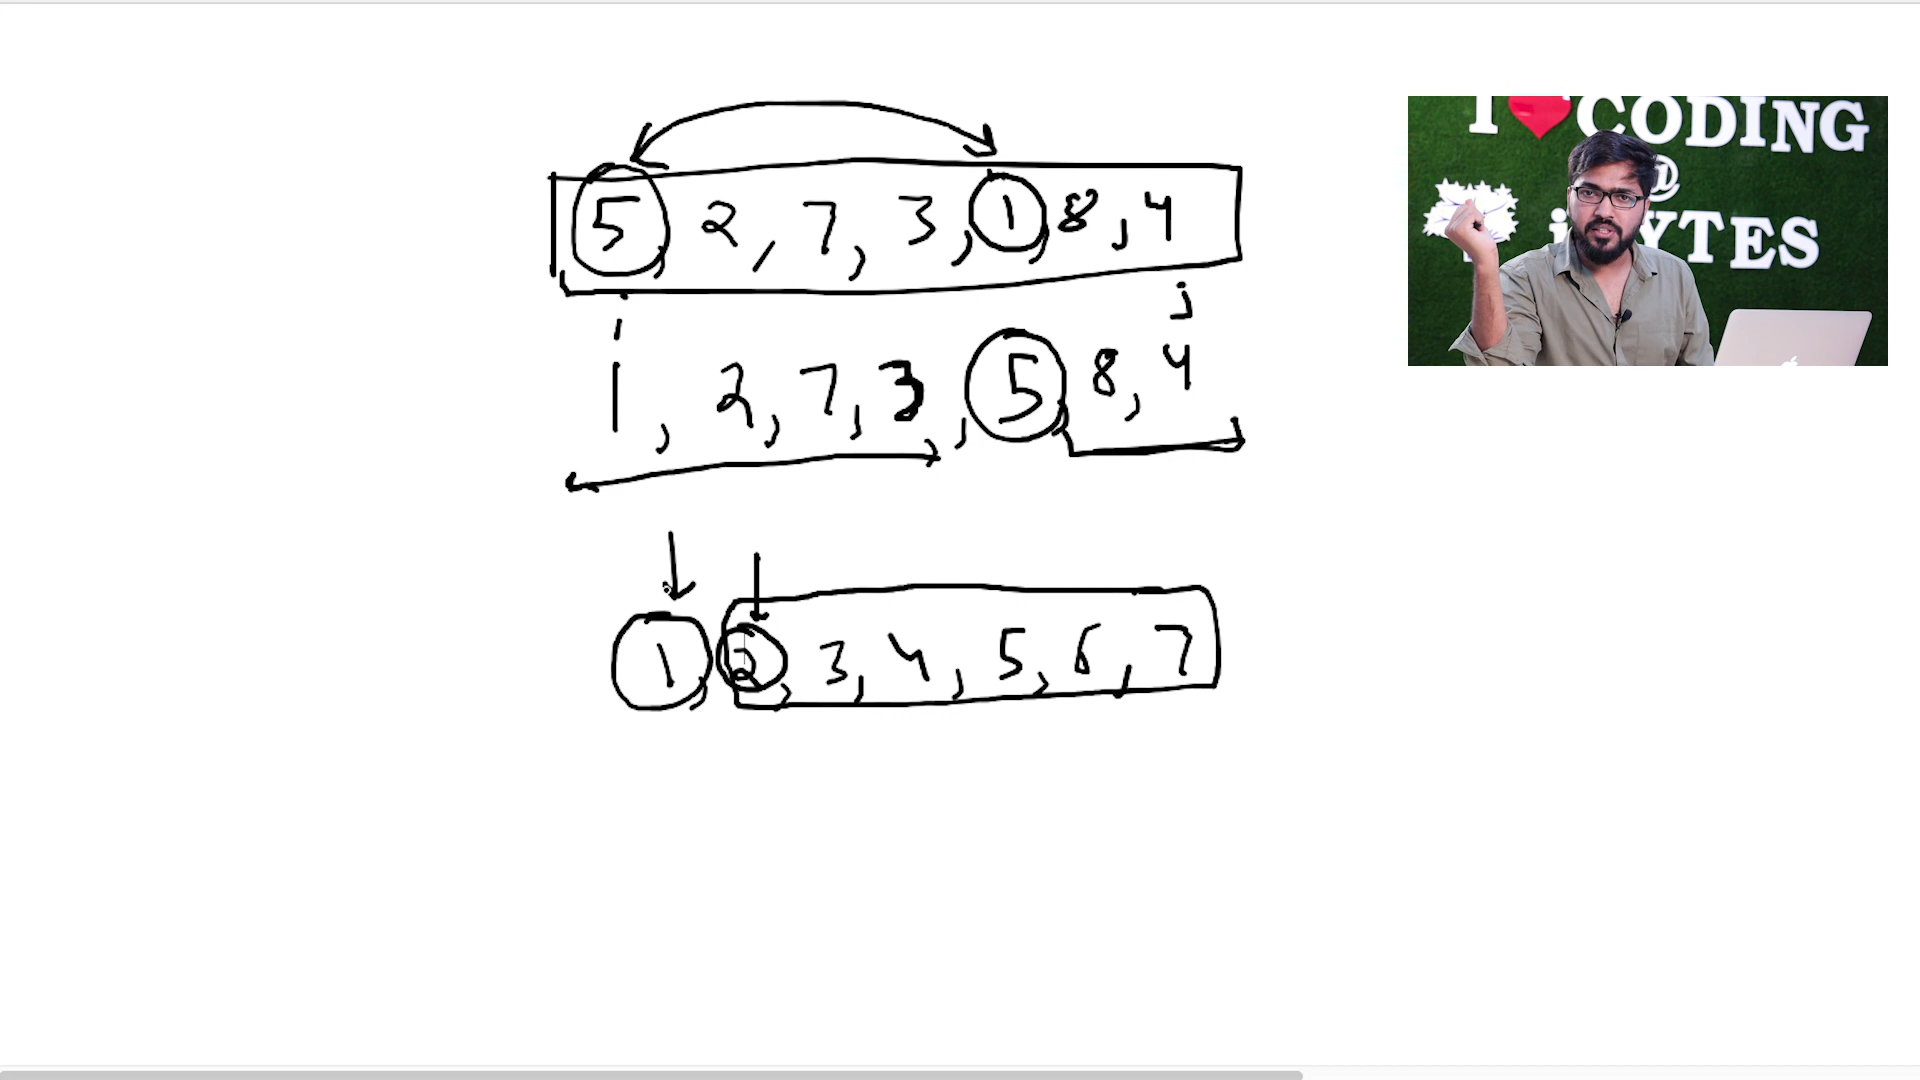 5, 2, 7, 3, 1, 8, 4
i j
1, 2, 7, 3, 5 8, 4
1, 2, 3, 4, 5, 6, 7
I CODING
@
YTES